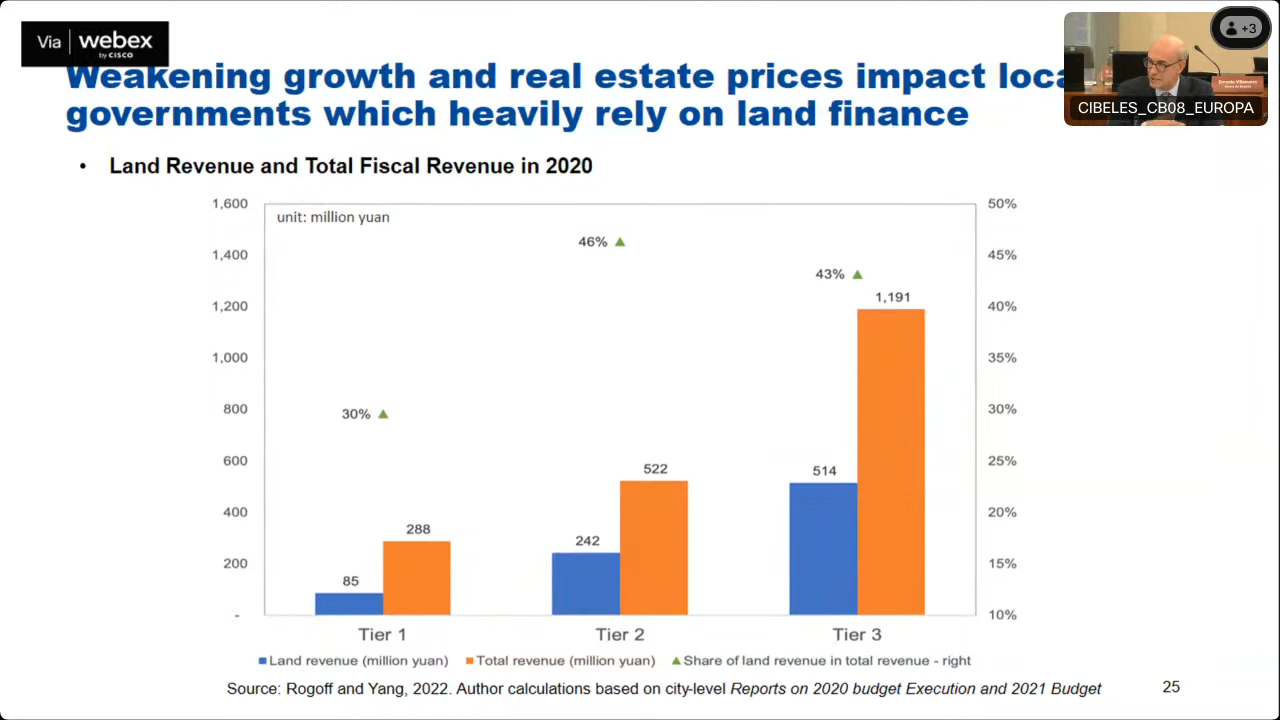 Via webex
by CISCO
+3
Weakening growth and real estate prices impact loca
governments which heavily rely on land finance
CIBELES_CB08_EUROPA
• Land Revenue and Total Fiscal Revenue in 2020
unit: million yuan
1,600
1,400
1,200
1,000
800
600
400
200
-
50%
45%
40%
35%
30%
25%
20%
15%
10%
46%
43%
1,191
30%
522
514
288
242
85
Tier 1 Tier 2 Tier 3
Land revenue (million yuan) Total revenue (million yuan) Share of land revenue in total revenue - right
Source: Rogoff and Yang, 2022. Author calculations based on city-level Reports on 2020 budget Execution and 2021 Budget
25